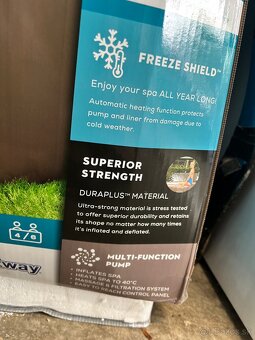 FREEZE SHIELD™
Enjoy your spa ALL YEAR LONG!
Automatic heating function protects
pump and liner from damage due to
cold weather.
SUPERIOR
STRENGTH
DURAPLUS™ MATERIAL
Ultra-strong material is stress tested
to offer superior durability and retains
its shape no matter how many times
it's inflated and deflated.
4/6
way
MULTI-FUNCTION
PUMP
• INFLATES SPA
• HEATS SPA TO 40°C
• MASSAGE & FILTRATION SYSTEM
• EASY TO REACH CONTROL PANEL